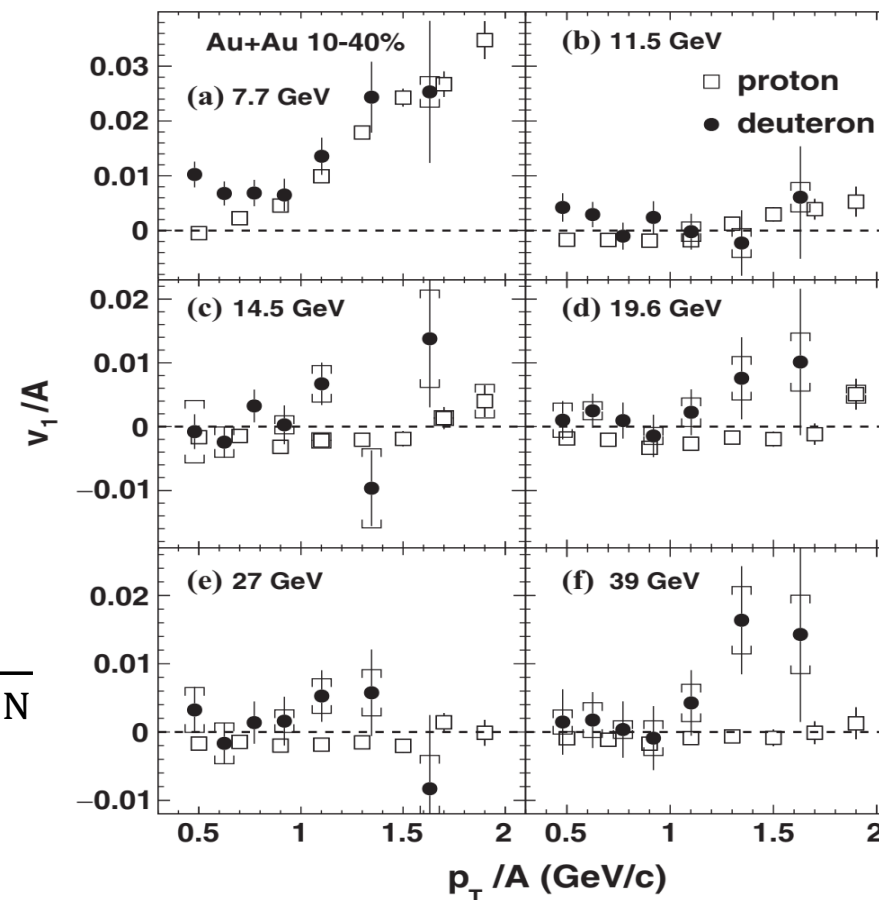 Au+Au 10-40%
(a) 7.7 GeV
(b) 11.5 GeV
proton
deuteron
0.03
0.02
0.01
0
(c) 14.5 GeV
(d) 19.6 GeV
0.02
0.01
0
−0.01
v₁/A
(e) 27 GeV
(f) 39 GeV
0.02
0.01
0
−0.01
N
0.5 1 1.5 2 0.5 1 1.5 2
p_T /A (GeV/c)